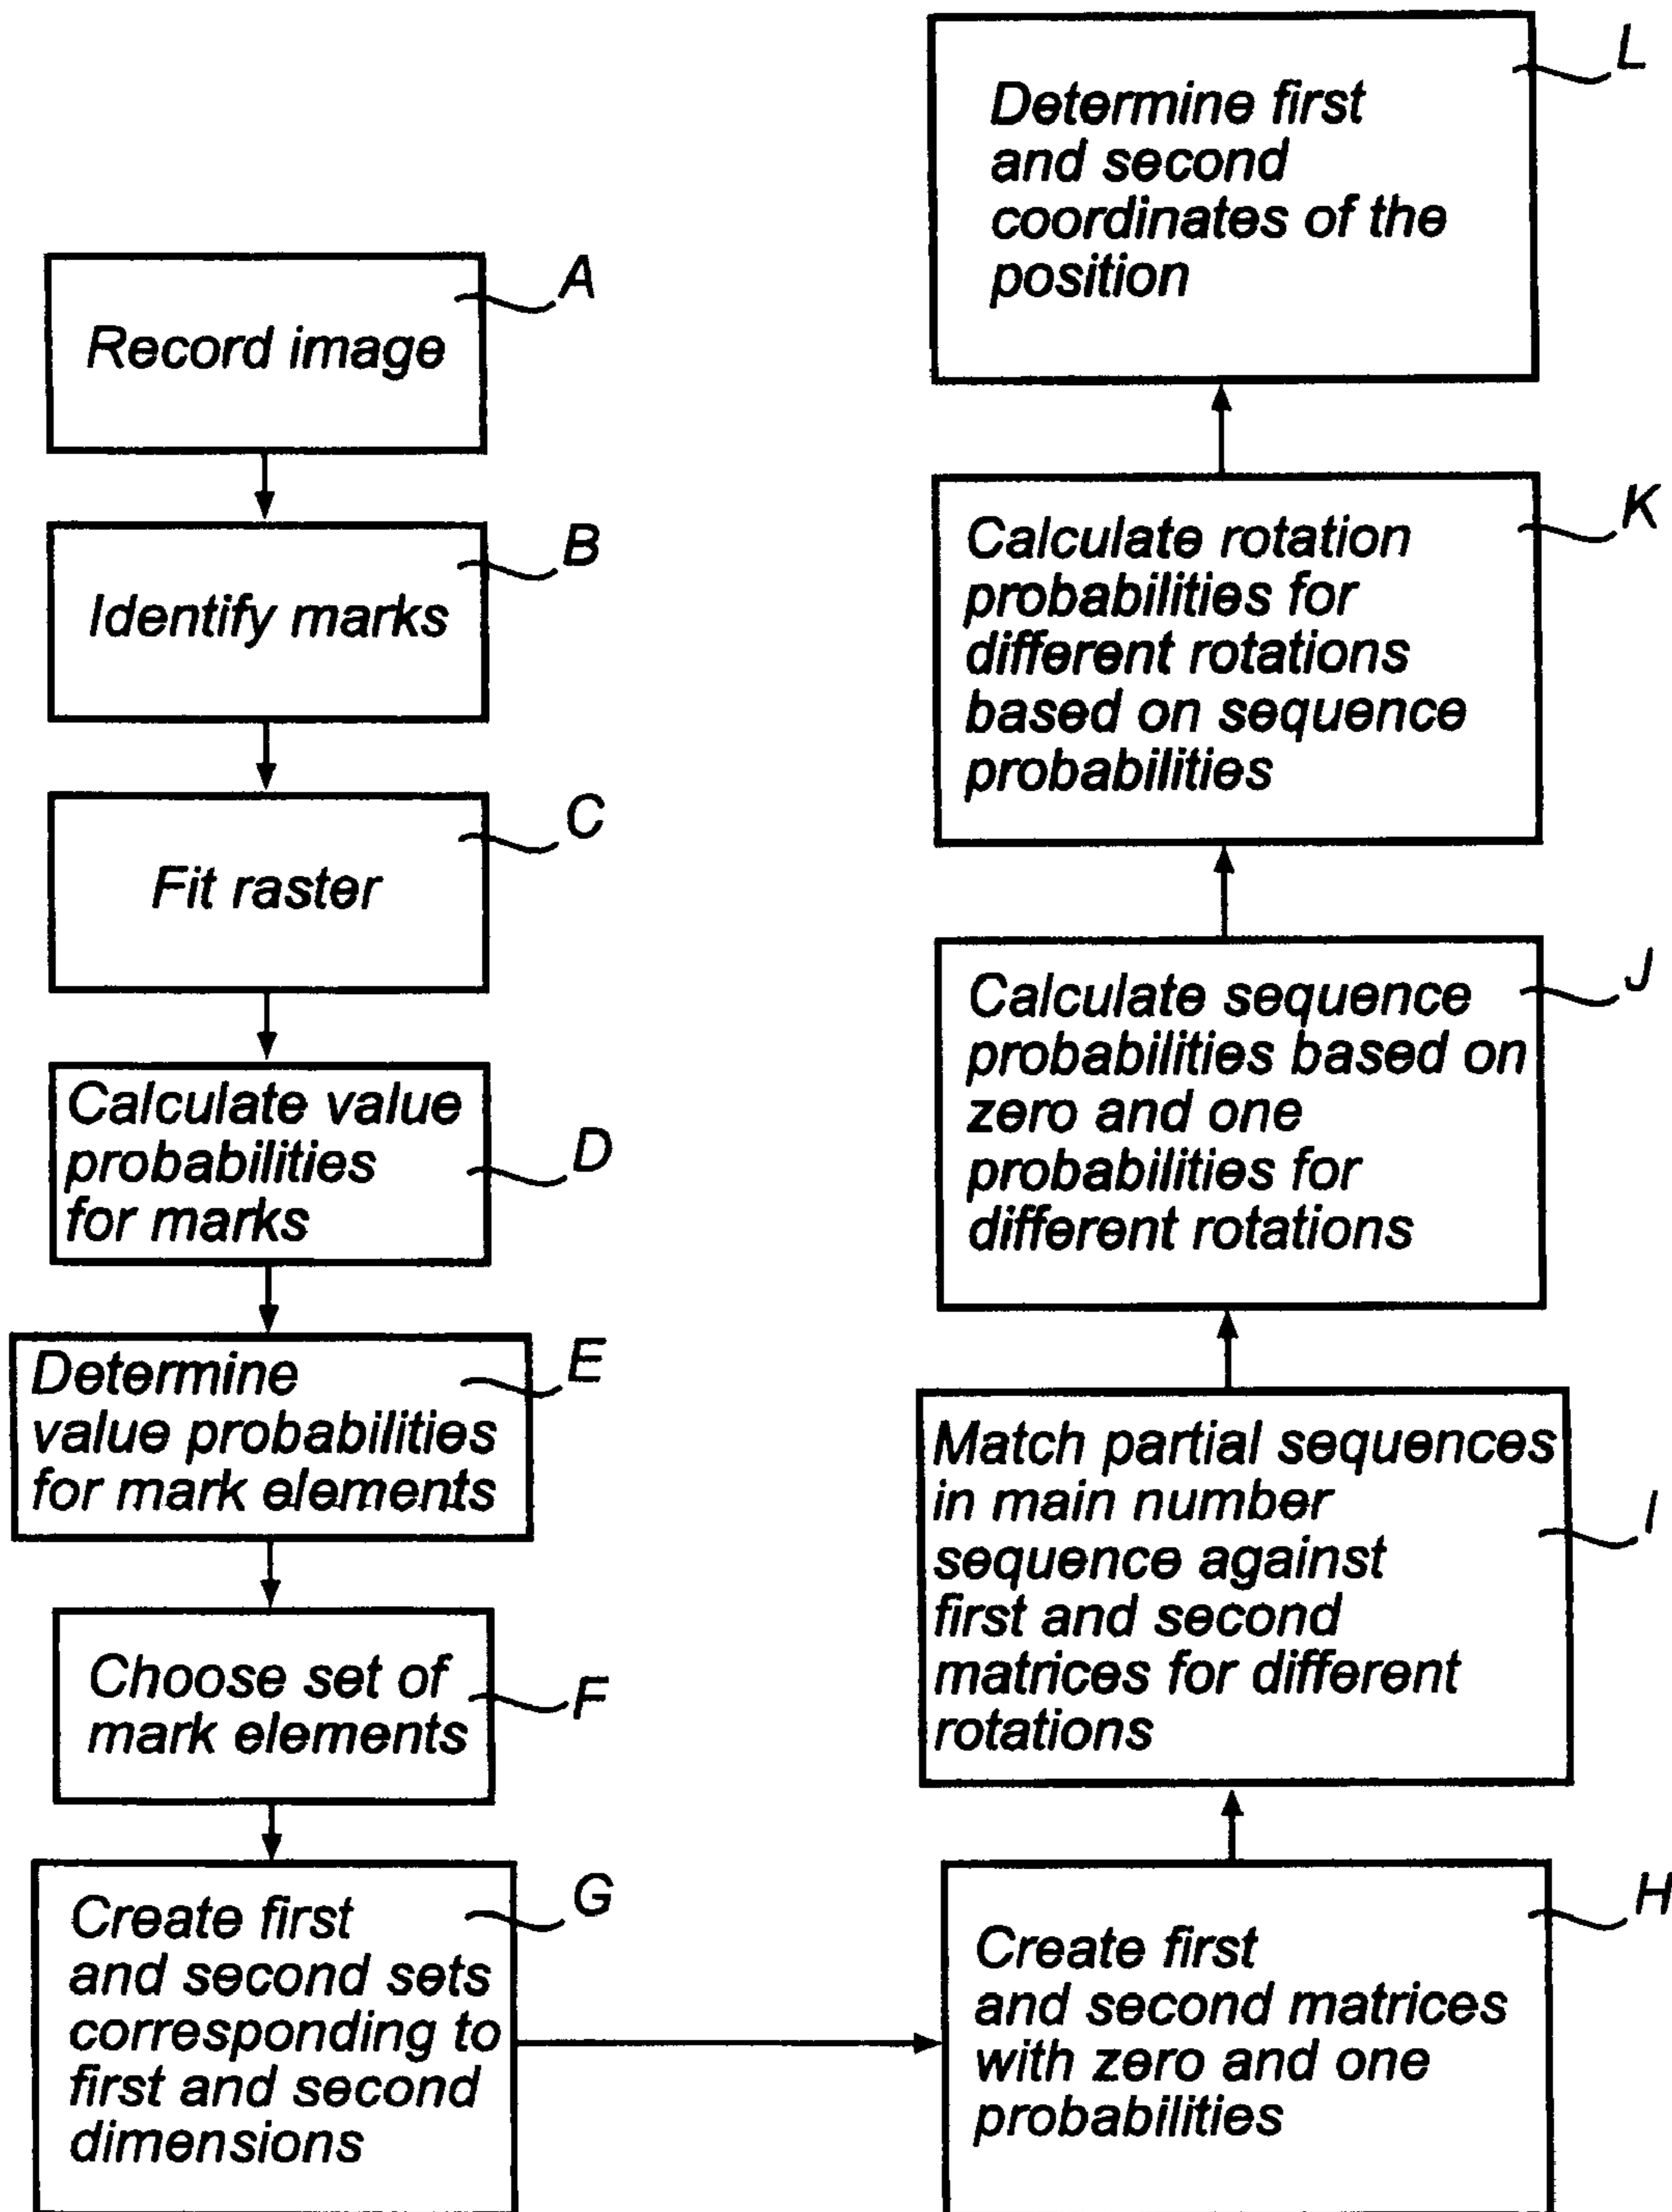 A
Record image
B
Identify marks
C
Fit raster
D
Calculate value
probabilities
for marks
E
Determine
value probabilities
for mark elements
F
Choose set of
mark elements
G
Create first
and second sets
corresponding to
first and second
dimensions
H
Create first
and second matrices
with zero and one
probabilities
I
Match partial sequences
in main number
sequence against
first and second
matrices for different
rotations
J
Calculate sequence
probabilities based on
zero and one
probabilities for
different rotations
K
Calculate rotation
probabilities for
different rotations
based on sequence
probabilities
L
Determine first
and second
coordinates of the
position